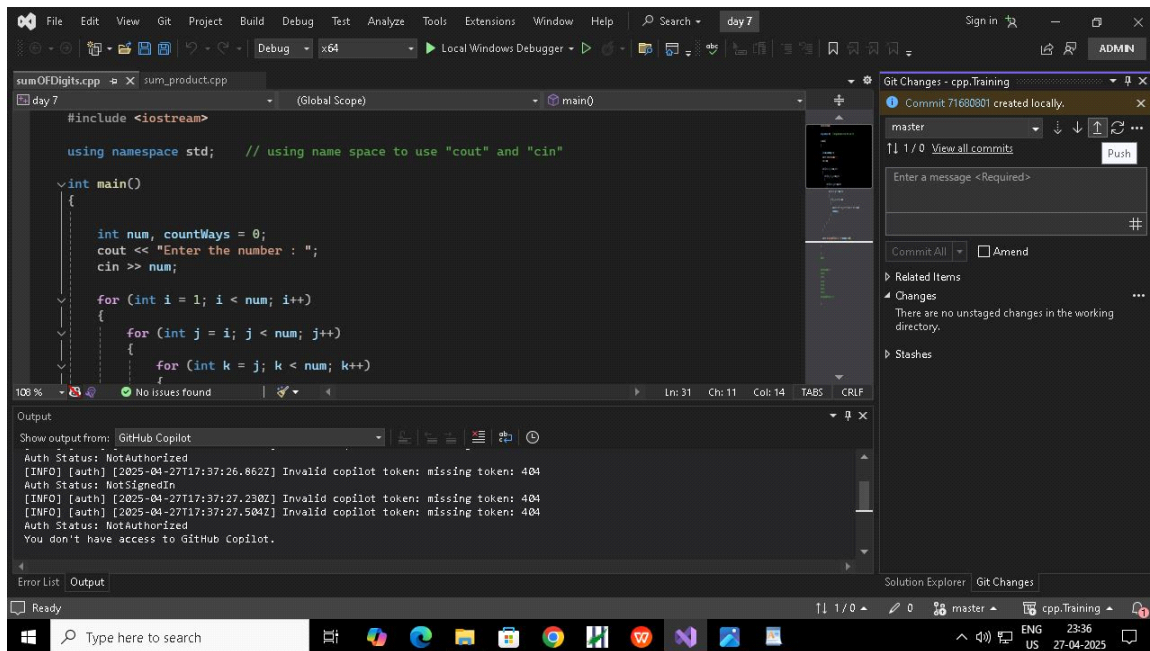 File Edit View Git Project Build Debug Test Analyze Tools Extensions Window Help Search day 7 Sign in
Debug x64 Local Windows Debugger ADMIN
sumOFDigits.cpp sum_product.cpp
day 7 (Global Scope) main()
#include <iostream>
using namespace std; // using name space to use "cout" and "cin"
int main()
{
int num, countWays = 0;
cout << "Enter the number : ";
cin >> num;
for (int i = 1; i < num; i++)
{
for (int j = i; j < num; j++)
{
for (int k = j; k < num; k++)
{
108 % No issues found Ln: 31 Ch: 11 Col: 14 TABS CRLF
Output
Show output from: GitHub Copilot
Auth Status: NotAuthorized
[INFO] [auth] [2025-04-27T17:37:26.862Z] Invalid copilot token: missing token: 404
Auth Status: NotSignedIn
[INFO] [auth] [2025-04-27T17:37:27.230Z] Invalid copilot token: missing token: 404
[INFO] [auth] [2025-04-27T17:37:27.504Z] Invalid copilot token: missing token: 404
Auth Status: NotAuthorized
You don't have access to GitHub Copilot.
Error List Output
Git Changes - cpp.Training
Commit 71680801 created locally.
master
1 / 0 View all commits
Push
Enter a message <Required>
#
Commit All Amend
Related Items
Changes
There are no unstaged changes in the working
directory.
Stashes
Solution Explorer Git Changes
Ready 1 / 0 0 master cpp.Training 1
Type here to search ENG US 23:36 27-04-2025